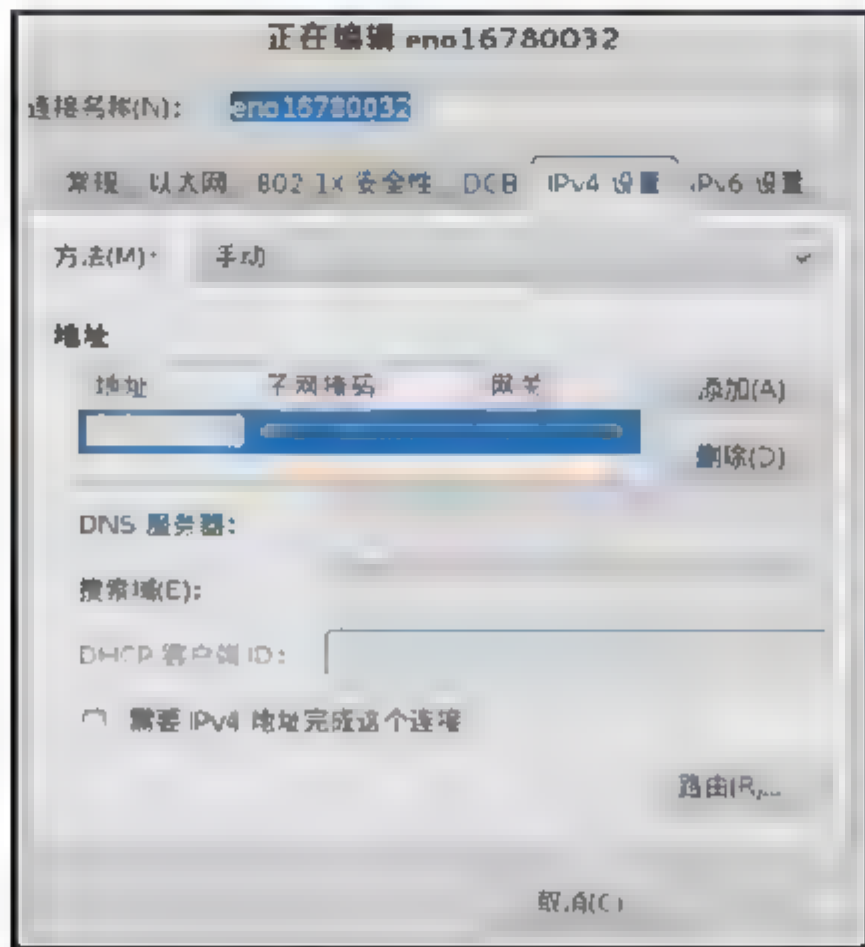 正在编辑 eno16780032
连接名称(N): eno16780032
常规 以太网 802.1x 安全性 DCB IPv4 设置 IPv6 设置
方法(M): 手动
地址
地址 子网掩码 网关 添加(A)
删除(D)
DNS 服务器:
搜索域(E):
DHCP 客户端 ID:
需要 IPv4 地址完成这个连接
路由(R)...
取消(C)